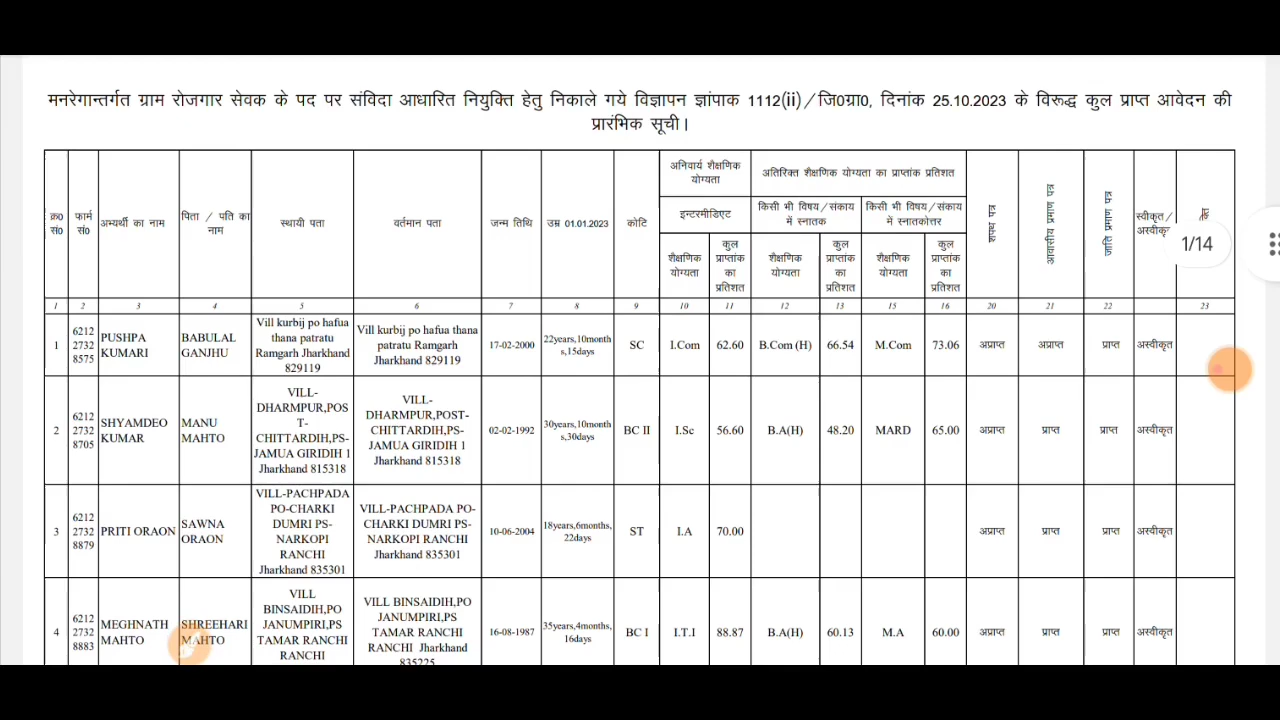 मनरेगान्तर्गत ग्राम रोजगार सेवक के पद पर संविदा आधारित नियुक्ति हेतु निकाले गये विज्ञापन ज्ञांपाक 1112(ii)/जि0ग्रा0, दिनांक 25.10.2023 के विरूद्ध कुल प्राप्त आवेदन की
प्रारंभिक सूची।
क्र0 सं0 फार्म सं0 अभ्यर्थी का नाम पिता / पति का नाम स्थायी पता वर्तमान पता जन्म तिथि उम्र 01.01.2023 कोटि
अनिवार्य शैक्षणिक योग्यता अतिरिक्त शैक्षणिक योग्यता का प्राप्तांक प्रतिशत
इन्टरमीडिएट किसी भी विषय/संकाय में स्नातक किसी भी विषय/संकाय में स्नातकोत्तर
शैक्षणिक योग्यता कुल प्राप्तांक का प्रतिशत शैक्षणिक योग्यता कुल प्राप्तांक का प्रतिशत शैक्षणिक योग्यता कुल प्राप्तांक का प्रतिशत
शपथ पत्र आवासीय प्रमाण पत्र जाति प्रमाण पत्र स्वीकृत/
1/14
1 2 3 4 5 6 7 8 9 10 11 12 13 15 16 20 21 22 23
1 6212 2732 8575 PUSHPA KUMARI BABULAL GANJHU Vill kurbij po hafua thana patratu Ramgarh Jharkhand 829119 Vill kurbij po hafua thana patratu Ramgarh Jharkhand 829119 17-02-2000 22years,10months,15days SC I.Com 62.60 B.Com (H) 66.54 M.Com 73.06 अप्राप्त अप्राप्त प्राप्त अस्वीकृत
2 6212 2732 8705 SHYAMDEO KUMAR MANU MAHTO VILL-DHARMPUR,POST-CHITTARDIH,PS-JAMUA GIRIDIH 1 Jharkhand 815318 VILL-DHARMPUR,POST-CHITTARDIH,PS-JAMUA GIRIDIH 1 Jharkhand 815318 02-02-1992 30years,10months,30days BC II I.Sc 56.60 B.A(H) 48.20 MARD 65.00 अप्राप्त प्राप्त प्राप्त अस्वीकृत
3 6212 2732 8879 PRITI ORAON SAWNA ORAON VILL-PACHPADA PO-CHARKI DUMRI PS-NARKOPI RANCHI Jharkhand 835301 VILL-PACHPADA PO-CHARKI DUMRI PS-NARKOPI RANCHI Jharkhand 835301 10-06-2004 18years,6months,22days ST I.A 70.00 अप्राप्त प्राप्त प्राप्त अस्वीकृत
4 6212 2732 8883 MEGHNATH MAHTO SHREEHARI MAHTO VILL BINSAIDIH,PO JANUMPIRI,PS TAMAR RANCHI RANCHI VILL BINSAIDIH,PO JANUMPIRI,PS TAMAR RANCHI RANCHI Jharkhand 835225 16-08-1987 35years,4months,16days BC I I.T.I 88.87 B.A(H) 60.13 M.A 60.00 अप्राप्त प्राप्त प्राप्त अस्वीकृत